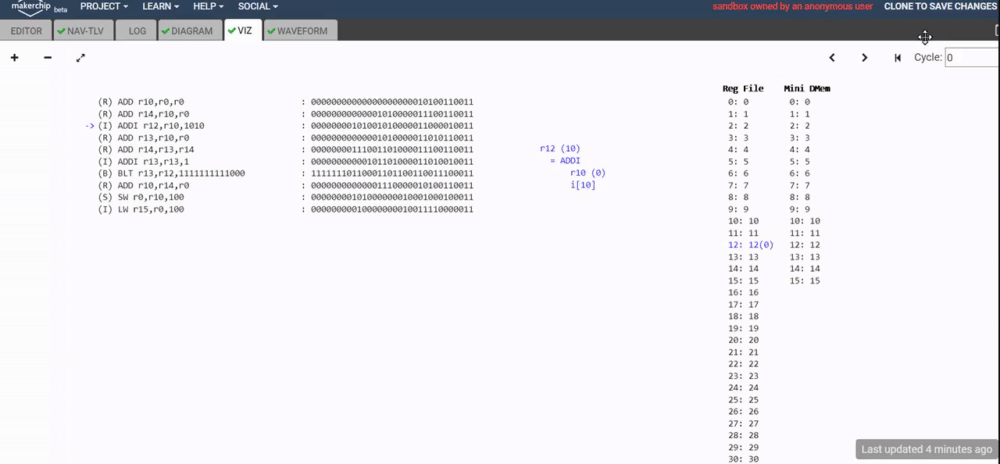 makerchip beta PROJECT LEARN HELP SOCIAL sandbox owned by an anonymous user CLONE TO SAVE CHANGES
EDITOR NAV-TLV LOG DIAGRAM VIZ WAVEFORM
+ − Cycle: 0
(R) ADD r10,r0,r0 : 00000000000000000000010100110011
(R) ADD r14,r10,r0 : 00000000000001010000011100110011
-> (I) ADDI r12,r10,1010 : 00000000101001010000011000010011
(R) ADD r13,r10,r0 : 00000000000001010000011010110011
(R) ADD r14,r13,r14 : 00000000111001101000011100110011
(I) ADDI r13,r13,1 : 00000000000101101000011010010011
(B) BLT r13,r12,1111111111000 : 11111110110001101100110011100011
(R) ADD r10,r14,r0 : 00000000000001110000010100110011
(S) SW r0,r10,100 : 00000000101000000010001000100011
(I) LW r15,r0,100 : 00000000010000000010011110000011
r12 (10)
= ADDI
r10 (0)
i[10]
Reg File Mini DMem
0: 0 0: 0
1: 1 1: 1
2: 2 2: 2
3: 3 3: 3
4: 4 4: 4
5: 5 5: 5
6: 6 6: 6
7: 7 7: 7
8: 8 8: 8
9: 9 9: 9
10: 10 10: 10
11: 11 11: 11
12: 12(0) 12: 12
13: 13 13: 13
14: 14 14: 14
15: 15 15: 15
16: 16
17: 17
18: 18
19: 19
20: 20
21: 21
22: 22
23: 23
24: 24
25: 25
26: 26
27: 27
28: 28
29: 29
30: 30
Last updated 4 minutes ago